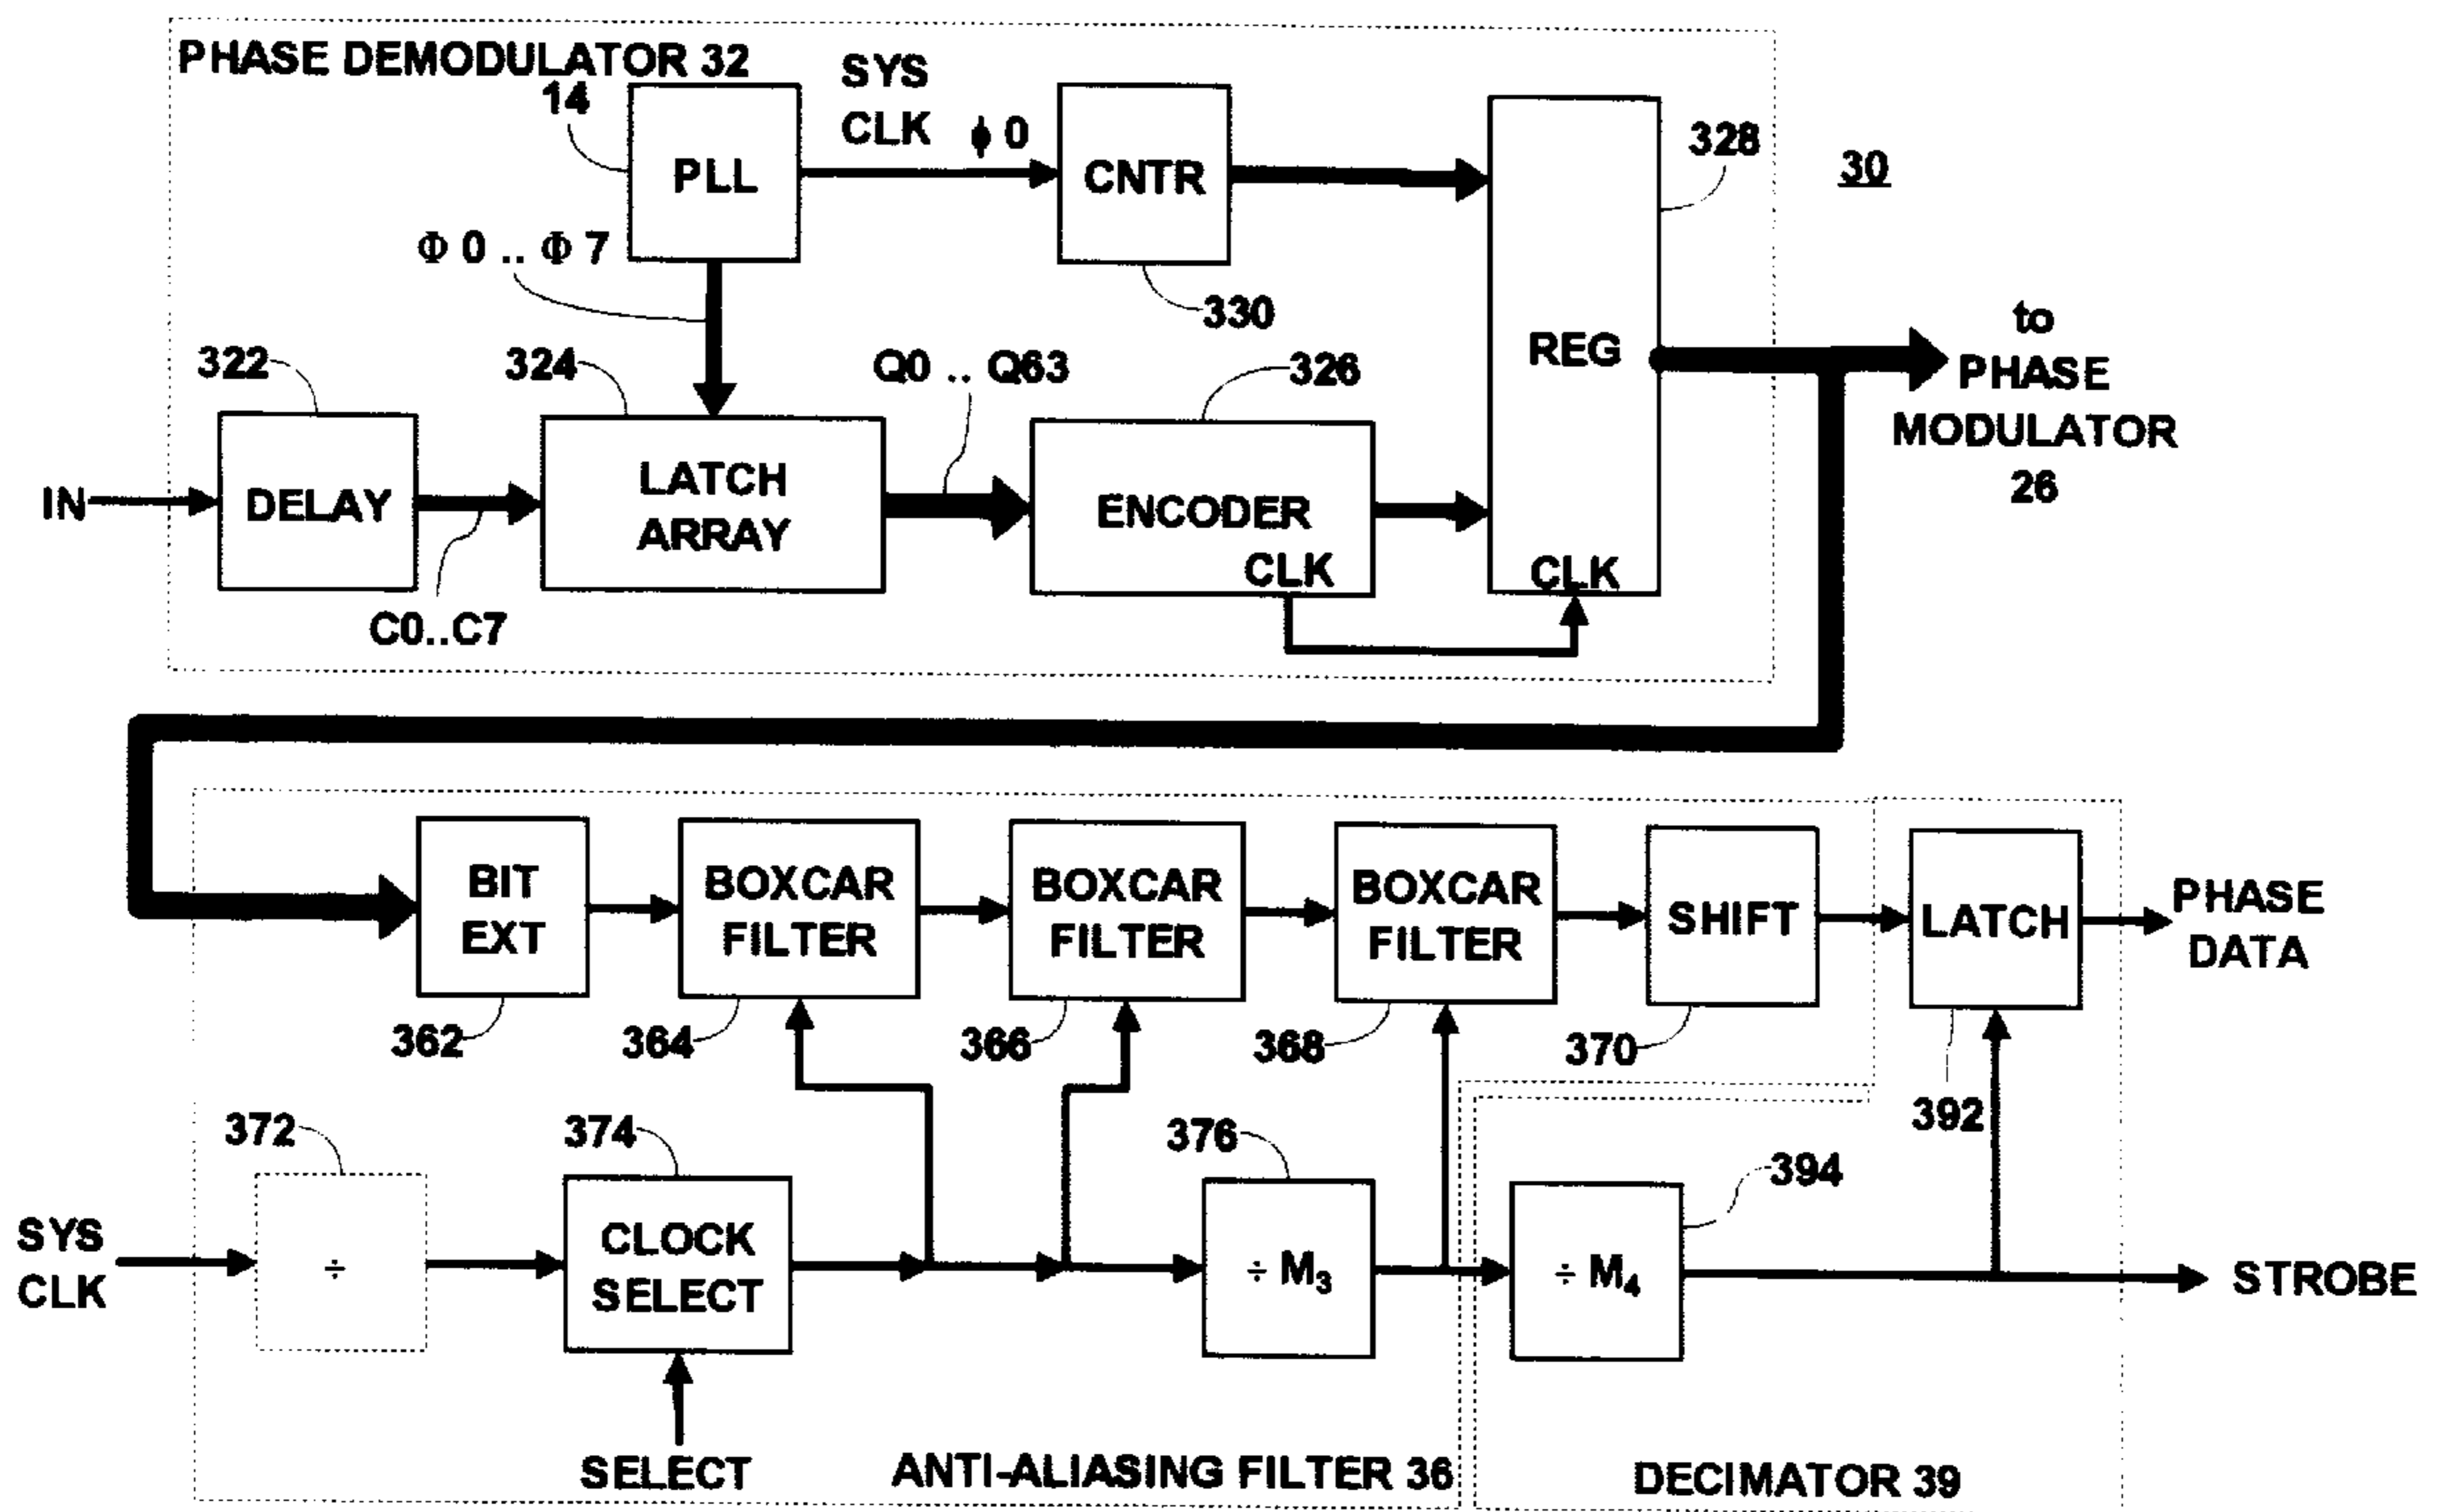 PHASE DEMODULATOR 32
14
PLL
SYS
CLK ϕ 0
CNTR
330
328
30
Φ 0 .. Φ 7
322
324
Q0 .. Q63
326
REG
to
PHASE
MODULATOR
26
IN
DELAY
LATCH
ARRAY
ENCODER
CLK
CLK
C0..C7
BIT
EXT
BOXCAR
FILTER
BOXCAR
FILTER
BOXCAR
FILTER
SHIFT
LATCH
PHASE
DATA
362
364
366
368
370
392
372
374
376
394
SYS
CLK
÷
CLOCK
SELECT
÷ M₃
÷ M₄
STROBE
SELECT
ANTI-ALIASING FILTER 36
DECIMATOR 39